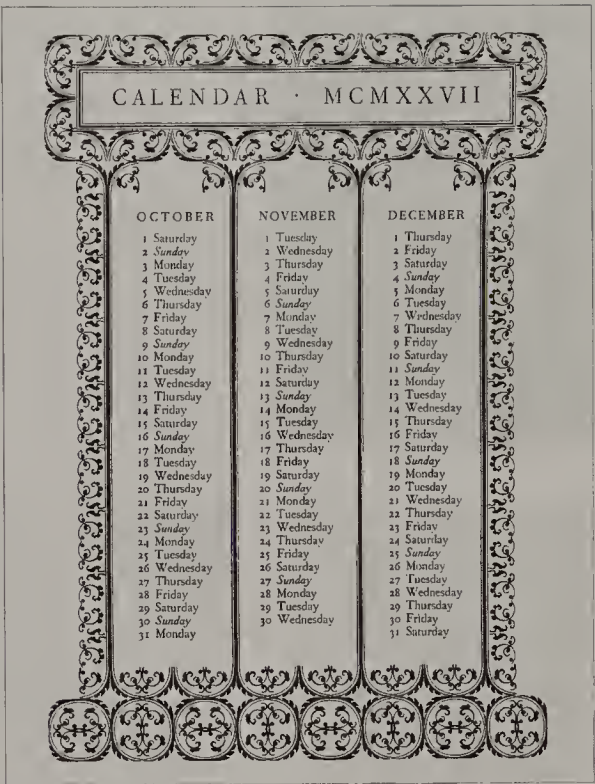 CALENDAR · MCMXXVII
OCTOBER
1 Saturday
2 Sunday
3 Monday
4 Tuesday
5 Wednesday
6 Thursday
7 Friday
8 Saturday
9 Sunday
10 Monday
11 Tuesday
12 Wednesday
13 Thursday
14 Friday
15 Saturday
16 Sunday
17 Monday
18 Tuesday
19 Wednesday
20 Thursday
21 Friday
22 Saturday
23 Sunday
24 Monday
25 Tuesday
26 Wednesday
27 Thursday
28 Friday
29 Saturday
30 Sunday
31 Monday
NOVEMBER
1 Tuesday
2 Wednesday
3 Thursday
4 Friday
5 Saturday
6 Sunday
7 Monday
8 Tuesday
9 Wednesday
10 Thursday
11 Friday
12 Saturday
13 Sunday
14 Monday
15 Tuesday
16 Wednesday
17 Thursday
18 Friday
19 Saturday
20 Sunday
21 Monday
22 Tuesday
23 Wednesday
24 Thursday
25 Friday
26 Saturday
27 Sunday
28 Monday
29 Tuesday
30 Wednesday
DECEMBER
1 Thursday
2 Friday
3 Saturday
4 Sunday
5 Monday
6 Tuesday
7 Wednesday
8 Thursday
9 Friday
10 Saturday
11 Sunday
12 Monday
13 Tuesday
14 Wednesday
15 Thursday
16 Friday
17 Saturday
18 Sunday
19 Monday
20 Tuesday
21 Wednesday
22 Thursday
23 Friday
24 Saturday
25 Sunday
26 Monday
27 Tuesday
28 Wednesday
29 Thursday
30 Friday
31 Saturday